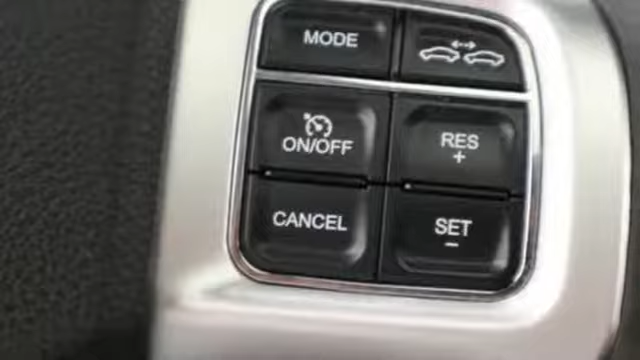 MODE
ON/OFF
RES
+
CANCEL
SET
−